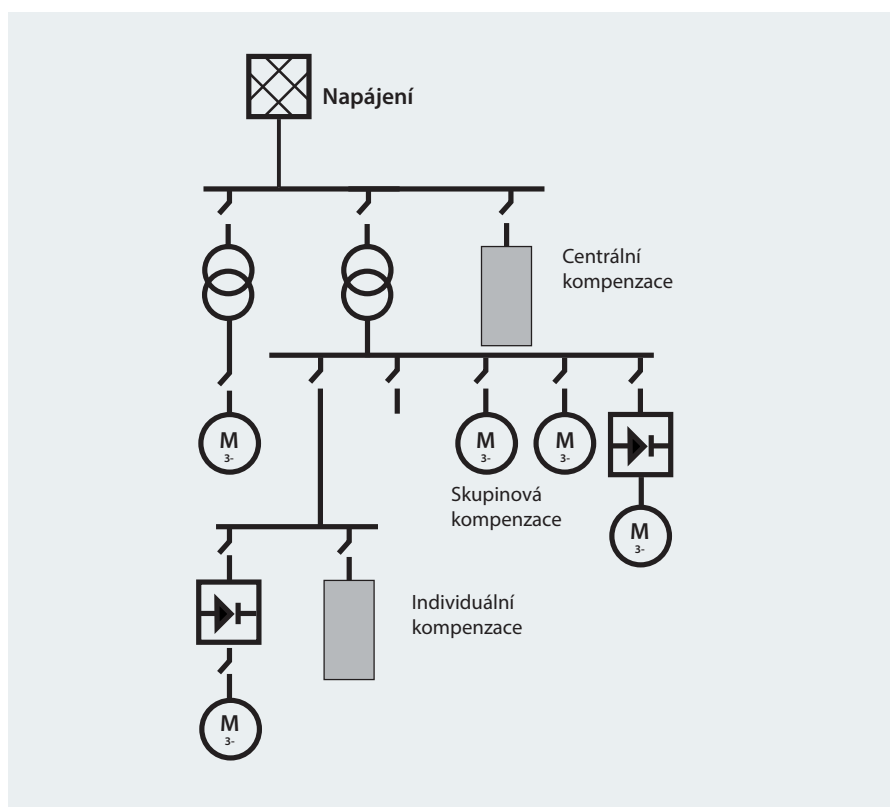 Napájení
Centrální
kompenzace
M
3-
M
3-
M
3-
Skupinová
kompenzace
M
3-
Individuální
kompenzace
M
3-